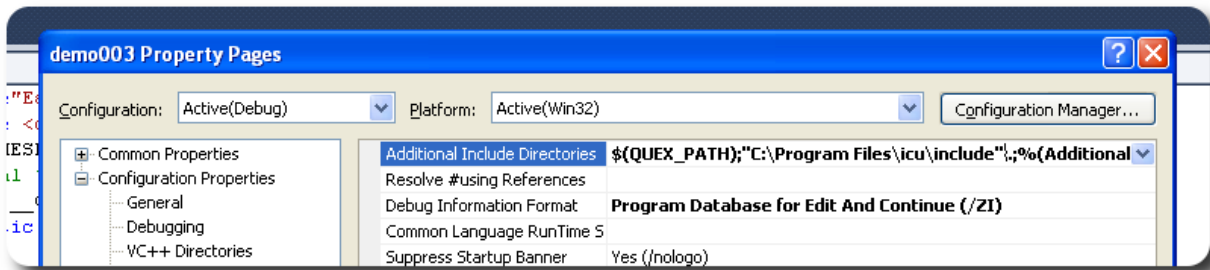 demo003 Property Pages
Configuration: Active(Debug) Platform: Active(Win32) Configuration Manager...
Common Properties
Configuration Properties
General
Debugging
VC++ Directories
Additional Include Directories $(QUEX_PATH);"C:\Program Files\icu\include"\.;%(Additional
Resolve #using References
Debug Information Format Program Database for Edit And Continue (/ZI)
Common Language RunTime S
Suppress Startup Banner Yes (/nologo)